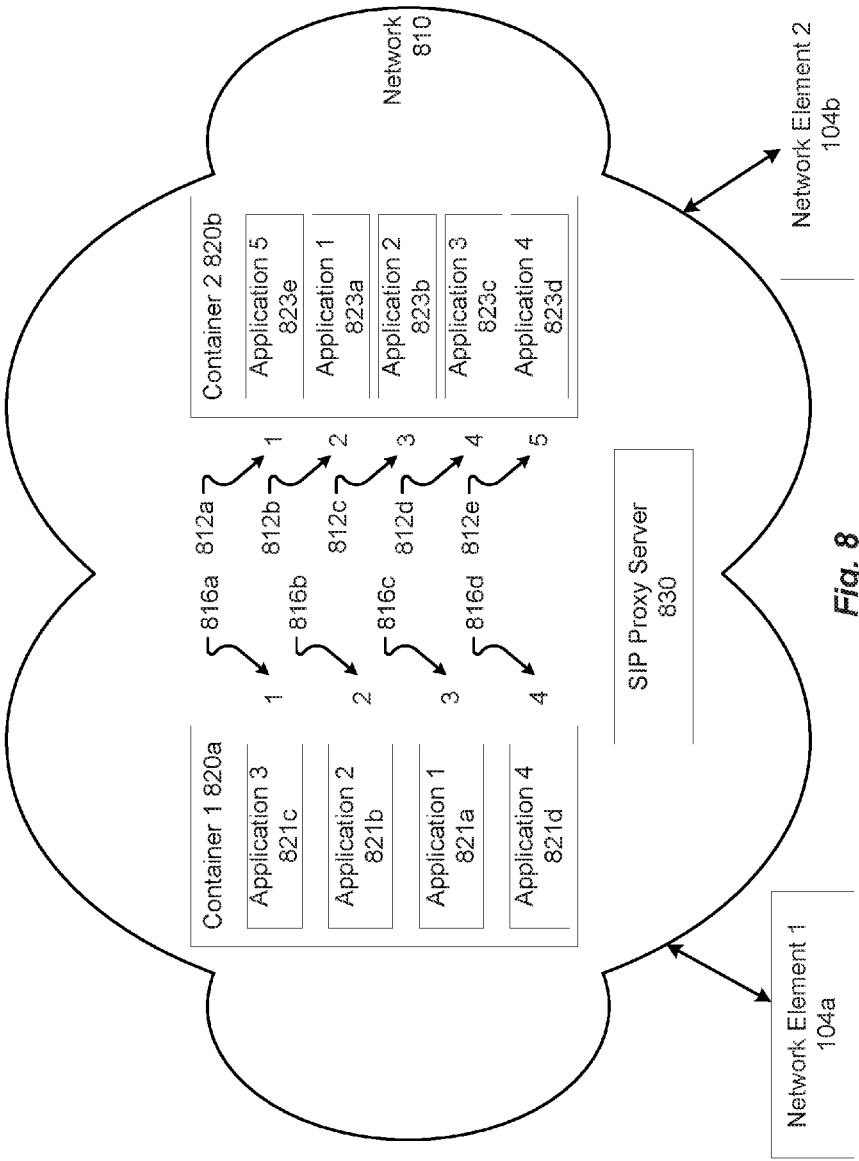 Network
810
Container 1 820a
Application 3
821c
Application 2
821b
Application 1
821a
Application 4
821d
816a
1
816b
2
816c
3
816d
4
812a
1
812b
2
812c
3
812d
4
812e
5
Container 2 820b
Application 5
823e
Application 1
823a
Application 2
823b
Application 3
823c
Application 4
823d
SIP Proxy Server
830
Network Element 1
104a
Network Element 2
104b
Fig. 8